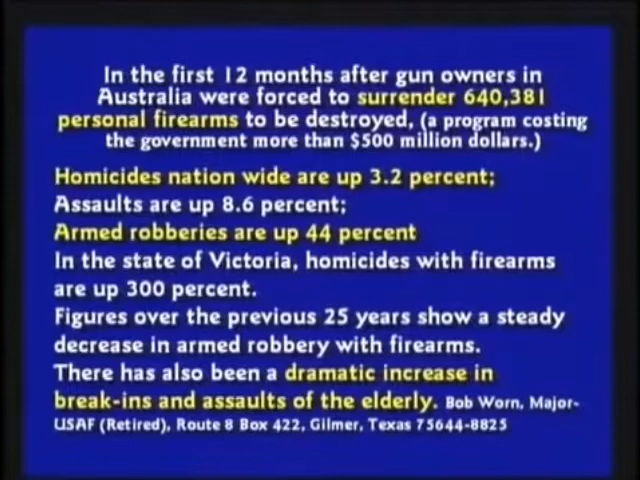 In the first 12 months after gun owners in
Australia were forced to surrender 640,381
personal firearms to be destroyed, (a program costing
the government more than $500 million dollars.)
Homicides nation wide are up 3.2 percent;
Assaults are up 8.6 percent;
Armed robberies are up 44 percent
In the state of Victoria, homicides with firearms
are up 300 percent.
Figures over the previous 25 years show a steady
decrease in armed robbery with firearms.
There has also been a dramatic increase in
break-ins and assaults of the elderly. Bob Worn, Major-
USAF (Retired), Route 8 Box 422, Gilmer, Texas 75644-8825